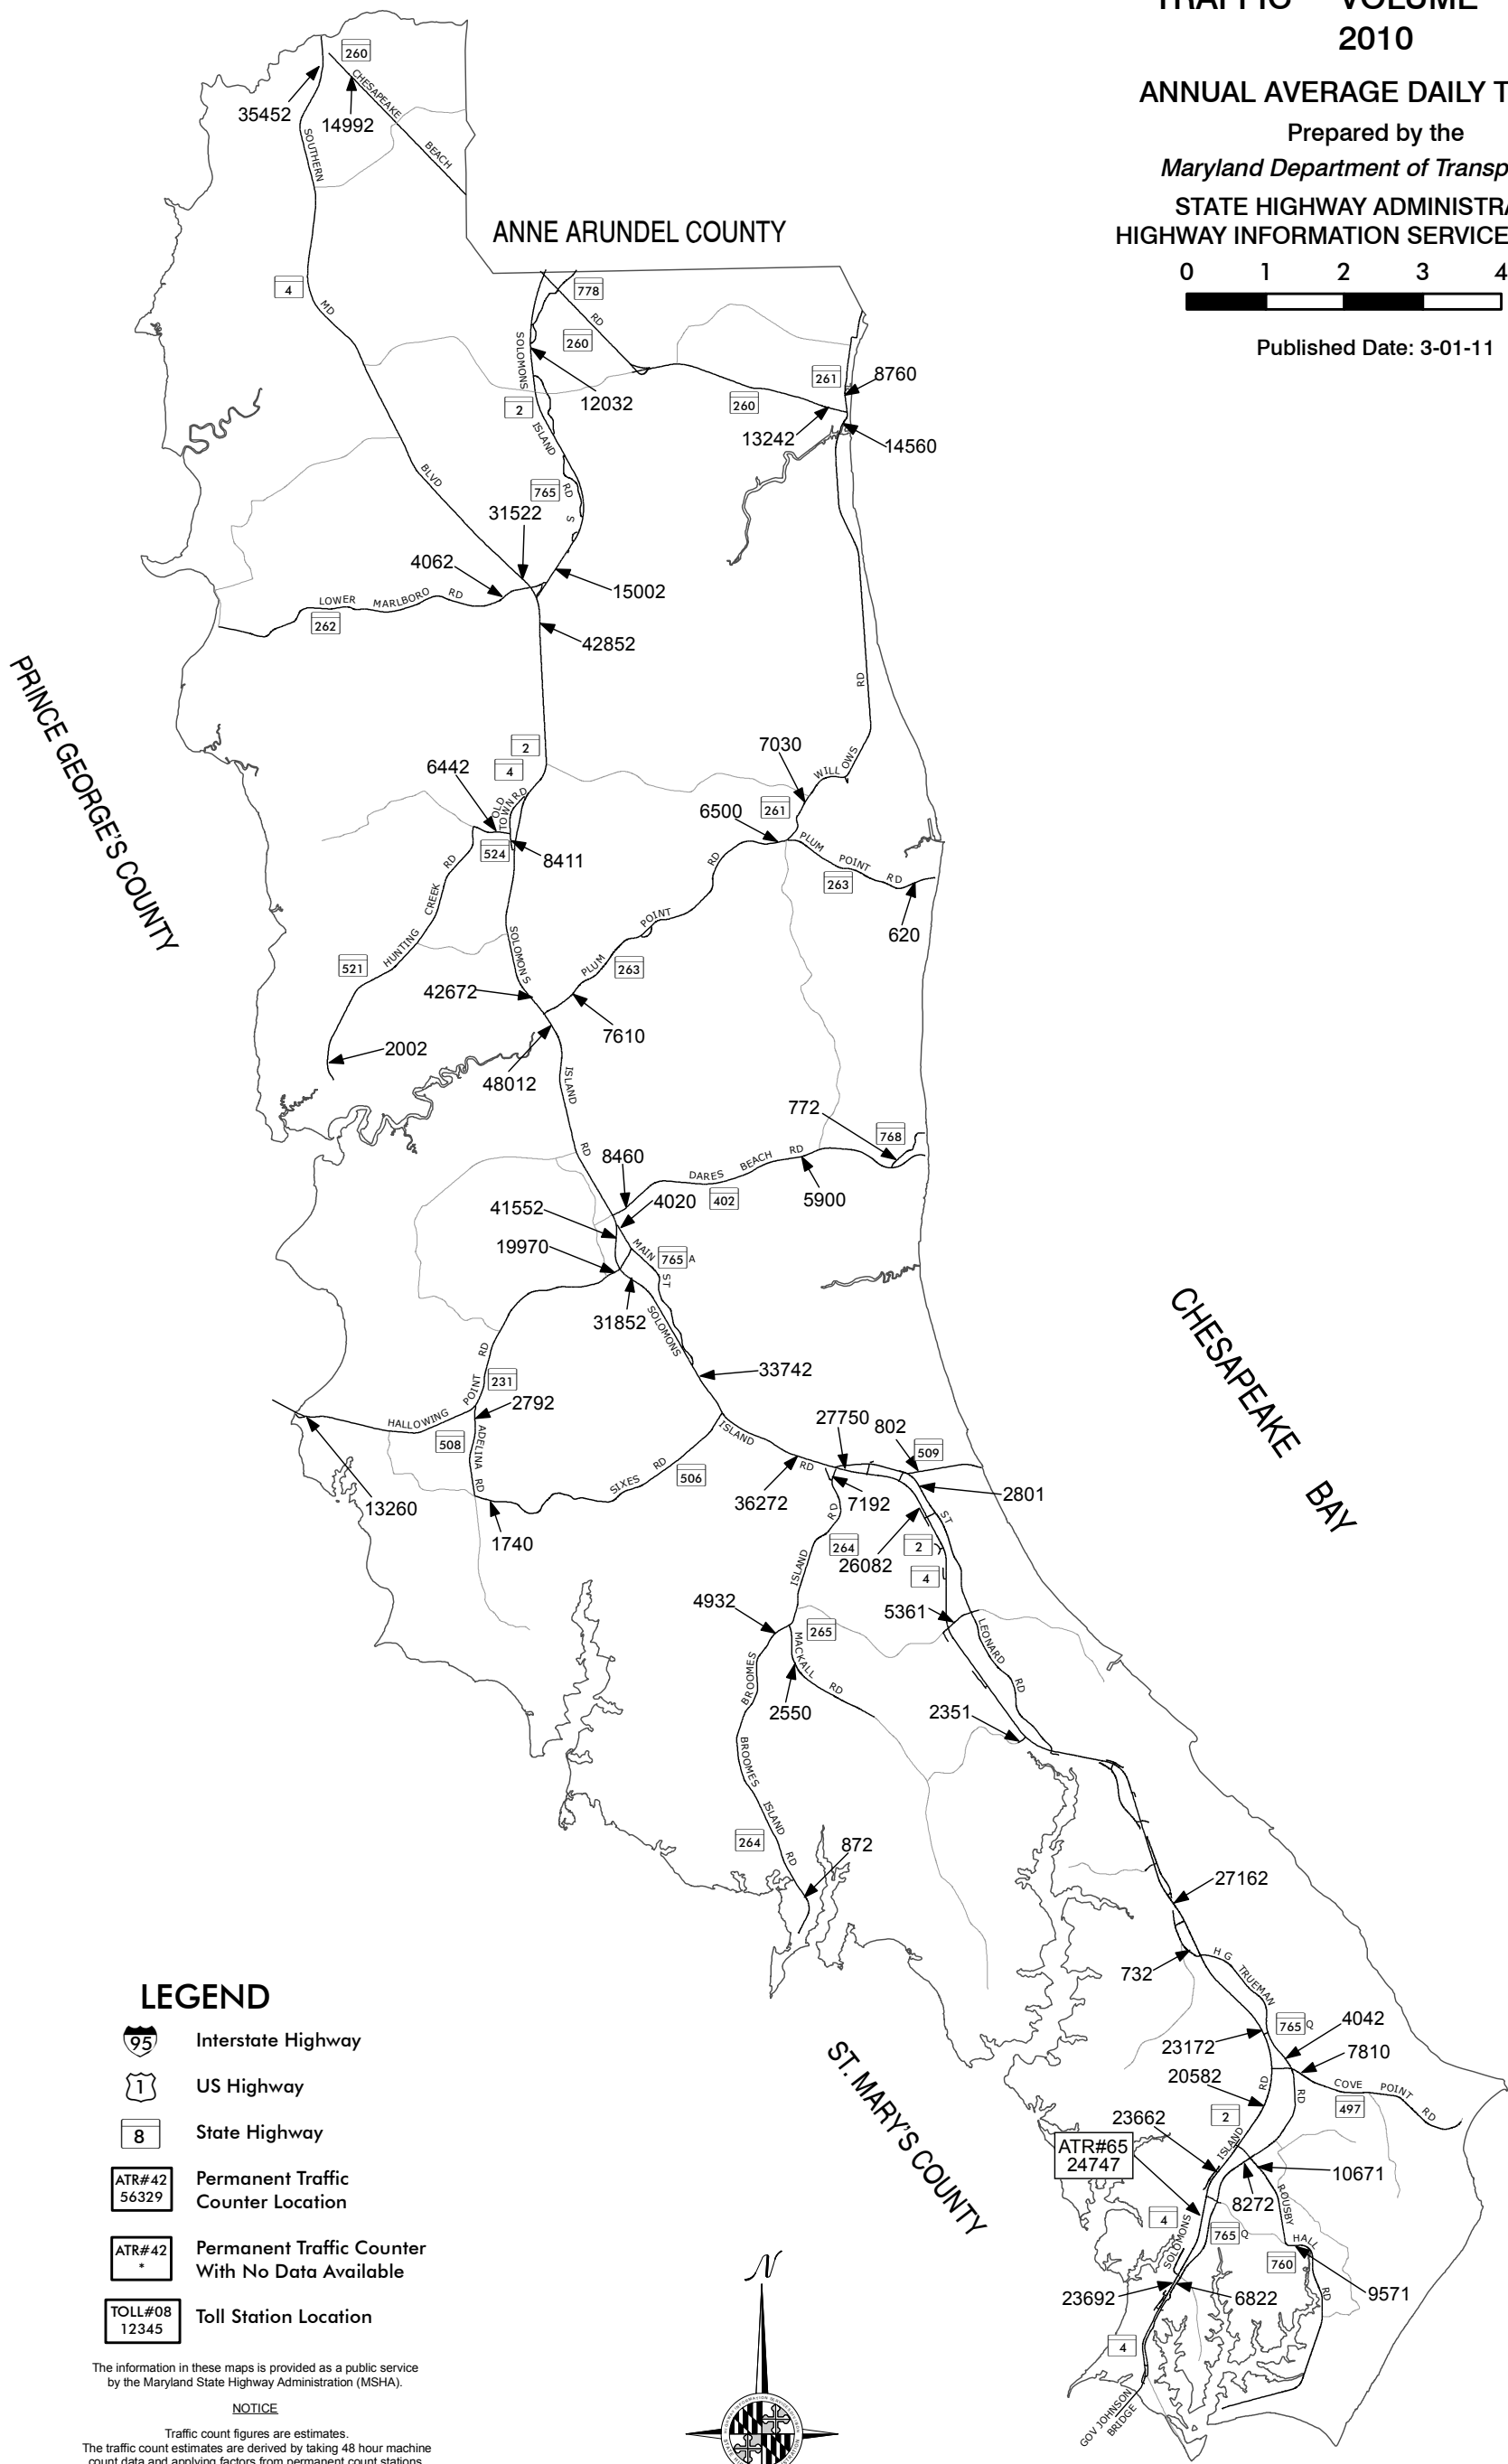 TRAFFIC VOLUME
2010
ANNUAL AVERAGE DAILY T
Prepared by the
Maryland Department of Transp
STATE HIGHWAY ADMINISTRA
HIGHWAY INFORMATION SERVICE
0 1 2 3 4
Published Date: 3-01-11
260
CHESAPEAKE
35452
14992
BEACH
SOUTHERN
ANNE ARUNDEL COUNTY
4
MD
778
RD
260
SOLOMONS
261
8760
12032
2
260
13242
14560
ISLAND
BLVD
765
RD
S
31522
4062
15002
LOWER MARLBORO RD
262
42852
PRINCE GEORGE'S COUNTY
RD
2
7030
4
6442
WILLOWS
OLD
TOWN RD
6500
261
PLUM POINT RD
524
8411
RD
263
CREEK
RD
620
POINT
HUNTING
521
SOLOMONS
PLUM
263
42672
7610
2002
48012
ISLAND
772
768
RD
8460
DARES BEACH RD
402
5900
41552
4020
19970
MAIN
765 A
ST
31852
SOLOMONS
33742
RD
231
POINT
2792
HALLOWING
508
ADELINA
RD
13260
1740
SIXES RD
506
ISLAND
RD
27750
802
509
36272
7192
2801
RD
ST
264
26082
2
4
ISLAND
4932
265
5361
MACKALL
RD
LEONARD
RD
BROOMES
2550
2351
BROOMES
ISLAND
RD
264
872
CHESAPEAKE BAY
27162
732
H G TRUEMAN
765 Q
4042
23172
7810
20582
RD
COVE POINT RD
RD
497
2
23662
ISLAND
ATR#65
24747
10671
8272
ROUSBY
4
SOLOMONS
765 Q
HALL
760
RD
23692
6822
9571
4
GOV JOHNSON
BRIDGE
ST. MARY'S COUNTY
LEGEND
95 Interstate Highway
1 US Highway
8 State Highway
ATR#42
56329
Permanent Traffic
Counter Location
ATR#42
*
Permanent Traffic Counter
With No Data Available
TOLL#08
12345
Toll Station Location
The information in these maps is provided as a public service
by the Maryland State Highway Administration (MSHA).
NOTICE
Traffic count figures are estimates.
The traffic count estimates are derived by taking 48 hour machine
count data and applying factors from permanent count stations.
N